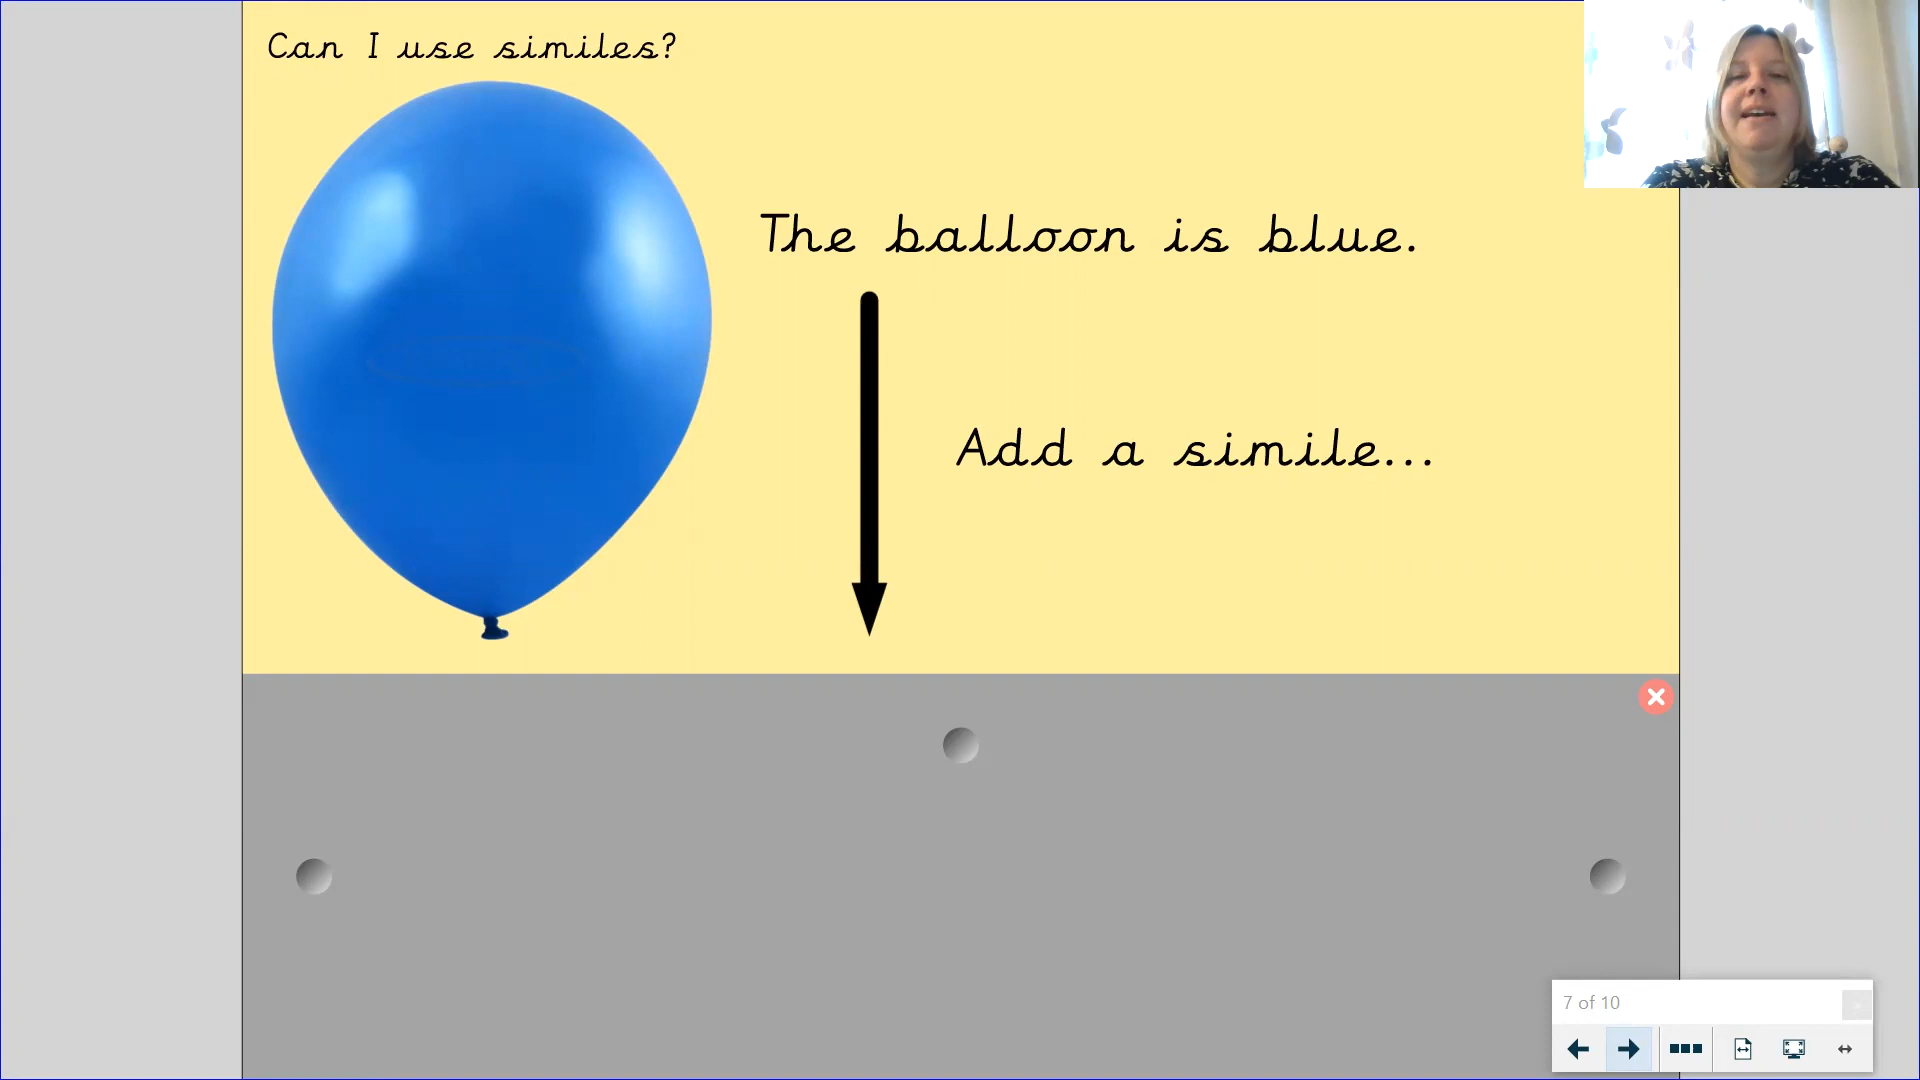 Can I use similes?
The balloon is blue.
Add a simile...
7 of 10